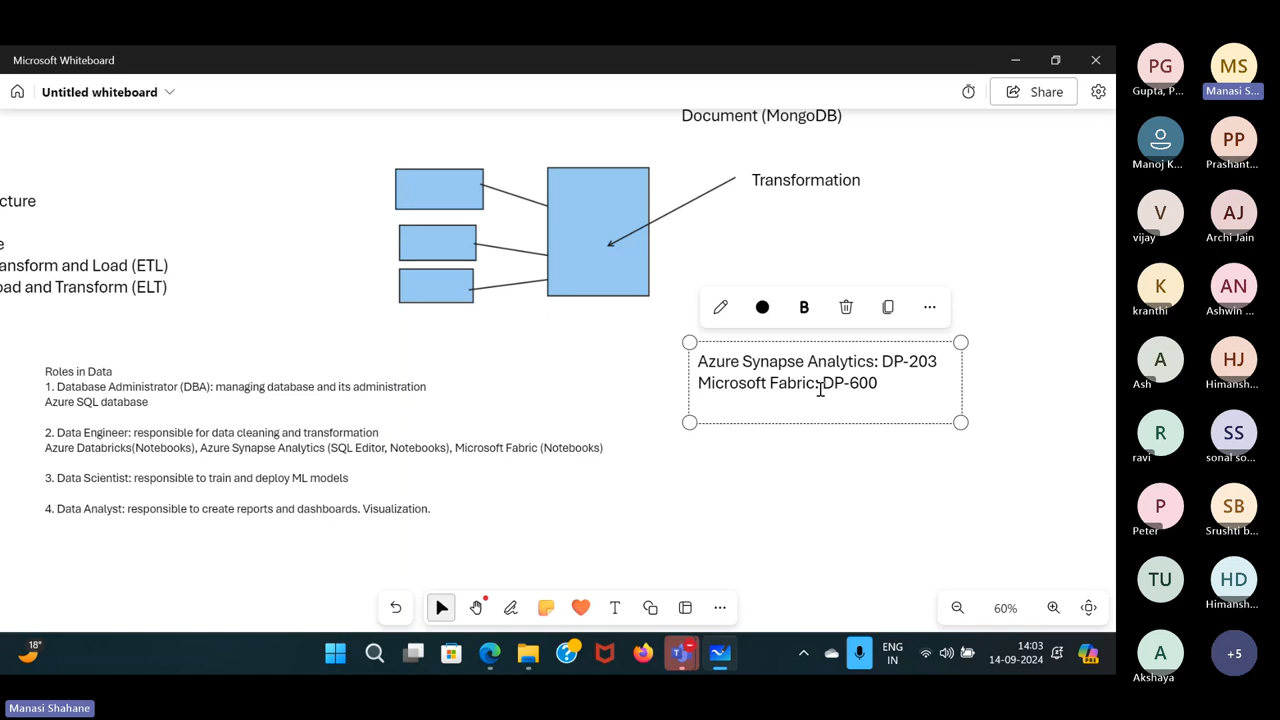 Microsoft Whiteboard
Untitled whiteboard
Share
Document (MongoDB)
Transformation
cture
e
ansform and Load (ETL)
oad and Transform (ELT)
Azure Synapse Analytics: DP-203
Microsoft Fabric: DP-600
Roles in Data
1. Database Administrator (DBA): managing database and its administration
Azure SQL database
2. Data Engineer: responsible for data cleaning and transformation
Azure Databricks(Notebooks), Azure Synapse Analytics (SQL Editor, Notebooks), Microsoft Fabric (Notebooks)
3. Data Scientist: responsible to train and deploy ML models
4. Data Analyst: responsible to create reports and dashboards. Visualization.
B
T
60%
18°
ENG
IN
14:03
14-09-2024
PRE
Manasi Shahane
PG
Gupta, P...
MS
Manasi S...
Manoj K...
PP
Prashant...
V
vijay
AJ
Archi Jain
K
kranthi
AN
Ashwin ...
A
Ash
HJ
Himansh...
R
ravi
SS
sonal so...
P
Peter
SB
Srushti b...
TU
HD
Himansh...
A
Akshaya
+5